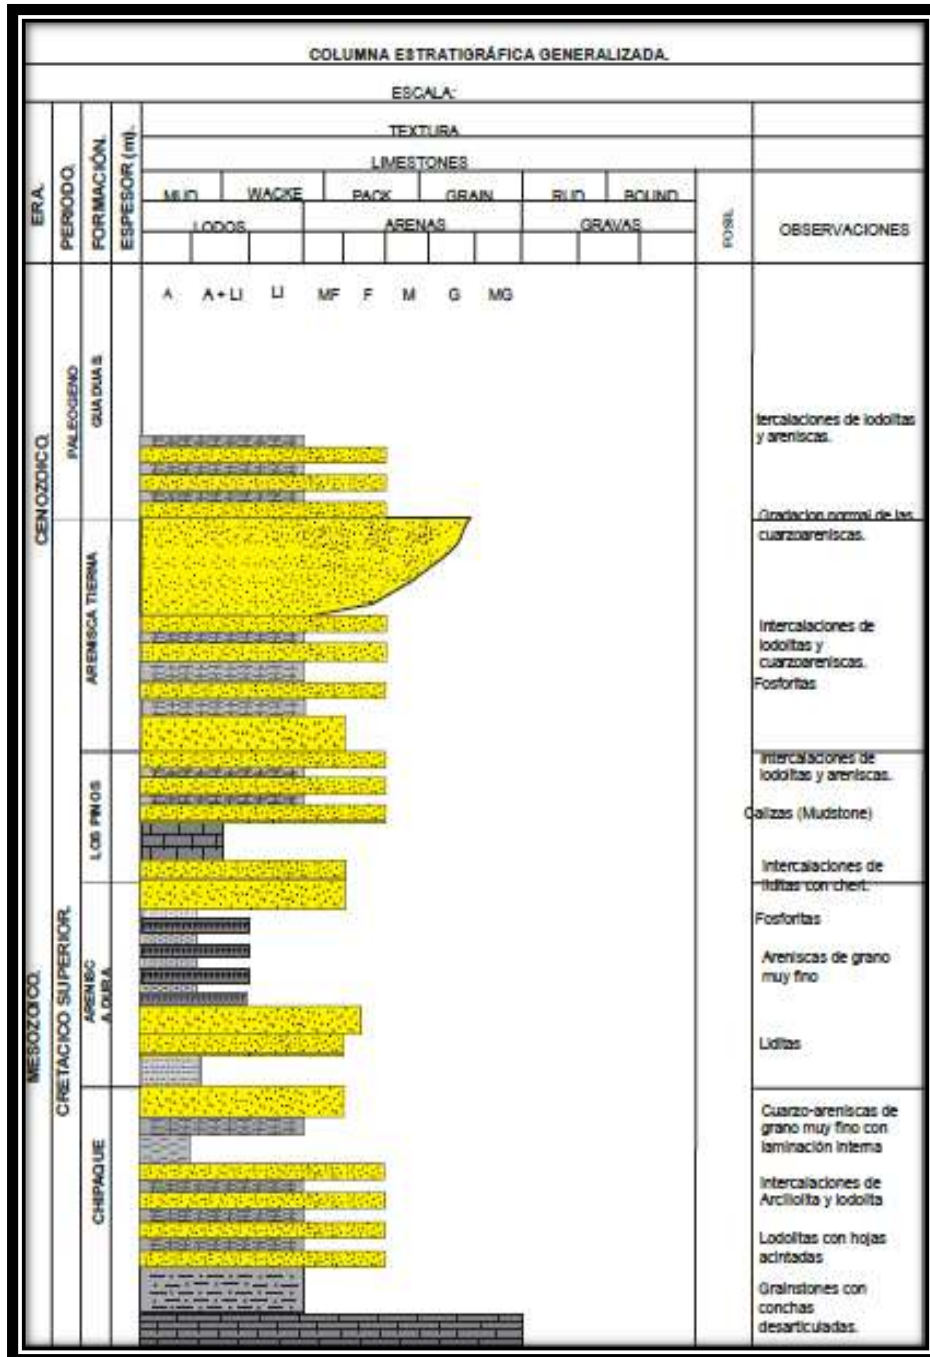 COLUMNA ESTRATIGRÁFICA GENERALIZADA.
ESCALA:
ERA.
PERIODO.
FORMACIÓN.
ESPESOR (m).
TEXTURA
LIMESTONES
MUD
WACKE
PACK
GRAIN
RUD
BOUND
LODOS
ARENAS
GRAVAS
FOSIL
OBSERVACIONES
A
A + LI
LI
MF
F
M
G
MG
CENOZOICO.
PALEOGENO
GUADUAS
tercalaciones de lodolitas
y areniscas.
Gradacion normal de las
cuarzoareniscas.
ARENISCA TIERNA
Intercalaciones de
lodolitas y
cuarzoareniscas.
Fosforitas
MESOZOICO.
CRETACICO SUPERIOR.
LOS PINOS
Intercalaciones de
lodolitas y areniscas.
Calizas (Mudstone)
Intercalaciones de
liditas con chert.
ARENISC
A DURA
Fosforitas
Areniscas de grano
muy fino
Liditas
CHIPAQUE
Cuarzo-areniscas de
grano muy fino con
laminación interna
Intercalaciones de
Arcillolita y lodolita
Lodolitas con hojas
acintadas
Grainstones con
conchas
desarticuladas.